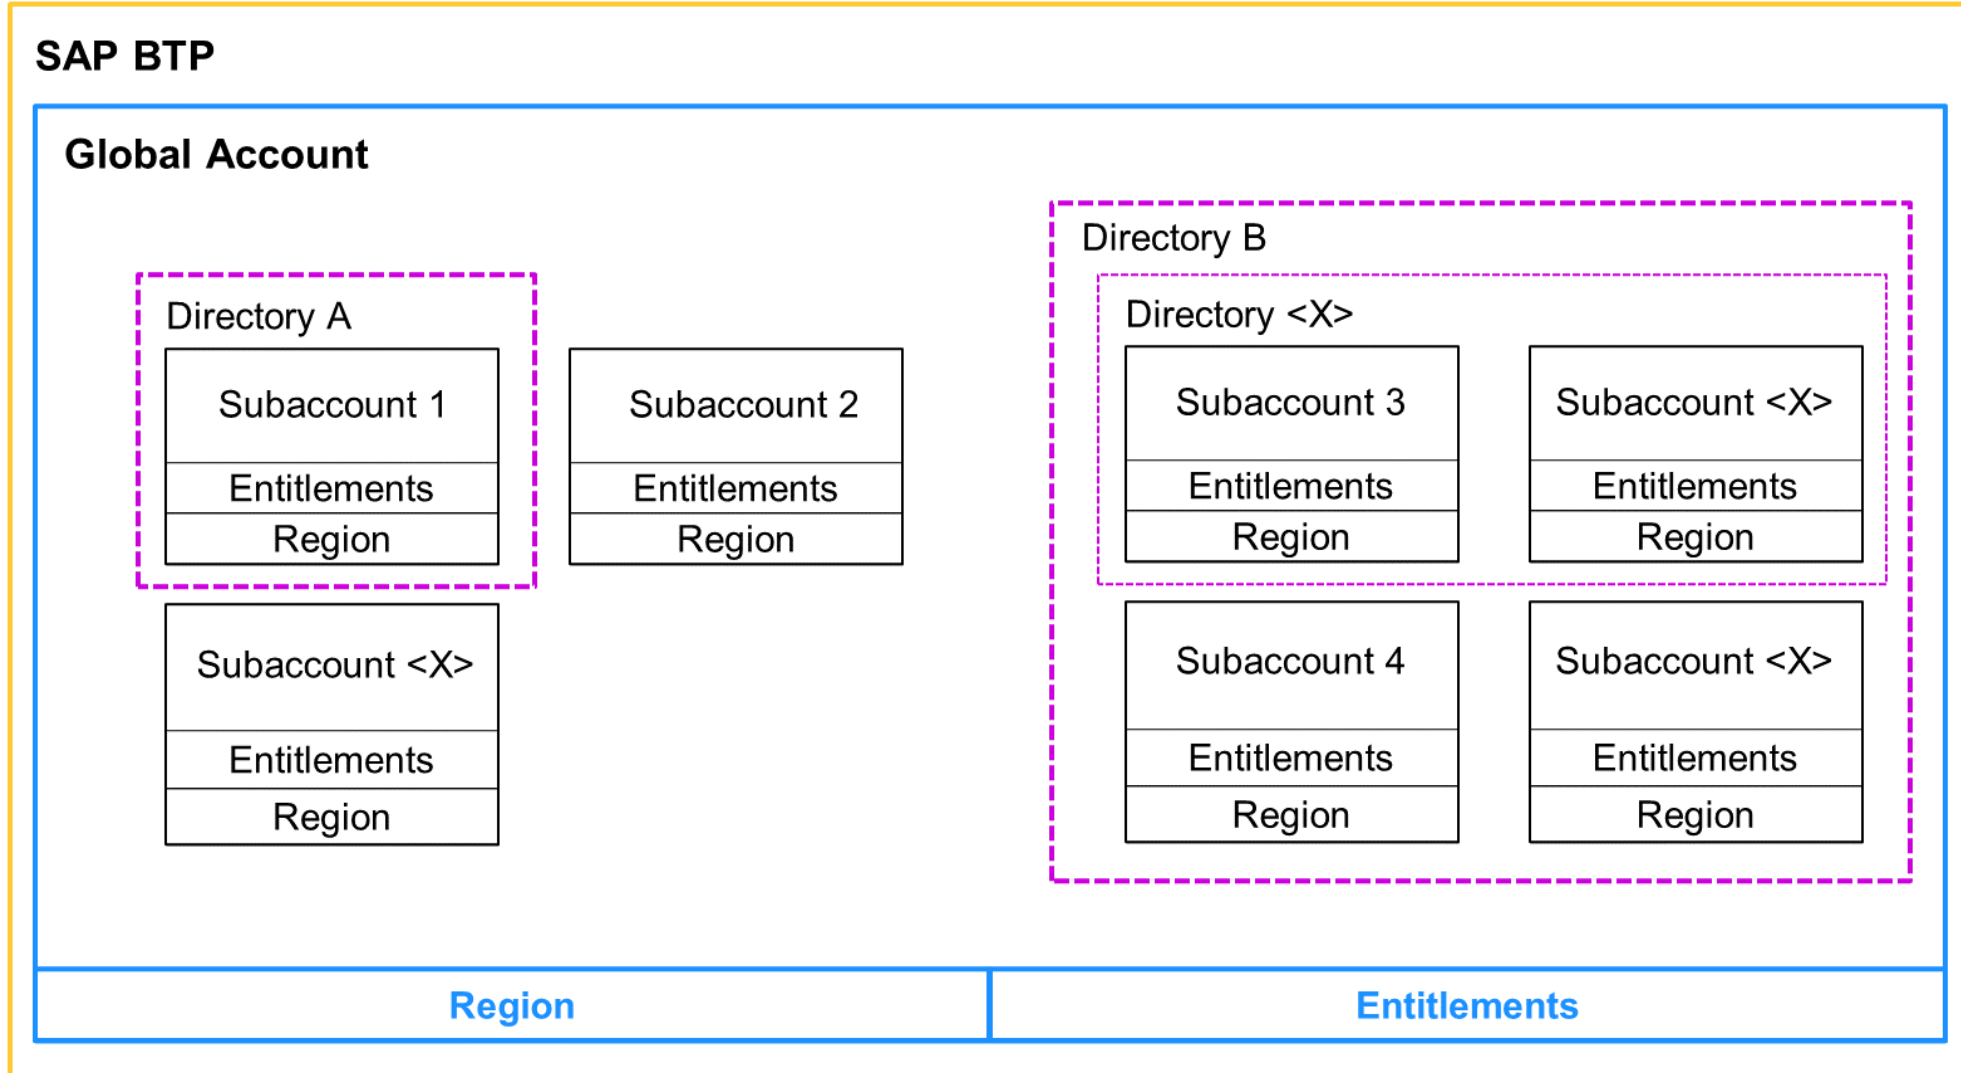 SAP BTP
Global Account
Directory A
Subaccount 1
Entitlements
Region
Subaccount 2
Entitlements
Region
Subaccount <X>
Entitlements
Region
Directory B
Directory <X>
Subaccount 3
Entitlements
Region
Subaccount <X>
Entitlements
Region
Subaccount 4
Entitlements
Region
Subaccount <X>
Entitlements
Region
Region
Entitlements